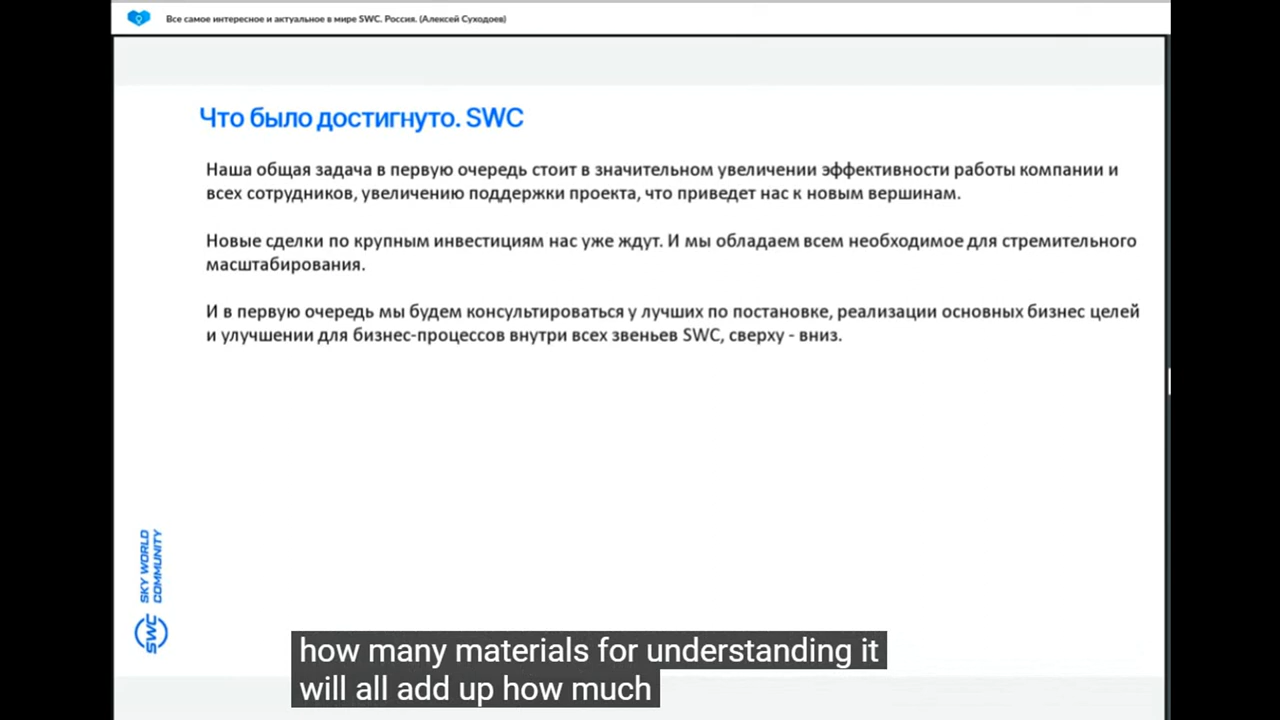 Все самое интересное и актуальное в мире SWC. Россия. (Алексей Суходоев)
Что было достигнуто. SWC
Наша общая задача в первую очередь стоит в значительном увеличении эффективности работы компании и
всех сотрудников, увеличению поддержки проекта, что приведет нас к новым вершинам.
Новые сделки по крупным инвестициям нас уже ждут. И мы обладаем всем необходимое для стремительного
масштабирования.
И в первую очередь мы будем консультироваться у лучших по постановке, реализации основных бизнес целей
и улучшении для бизнес-процессов внутри всех звеньев SWC, сверху - вниз.
SKY WORLD
COMMUNITY
SWC
how many materials for understanding it
will all add up how much